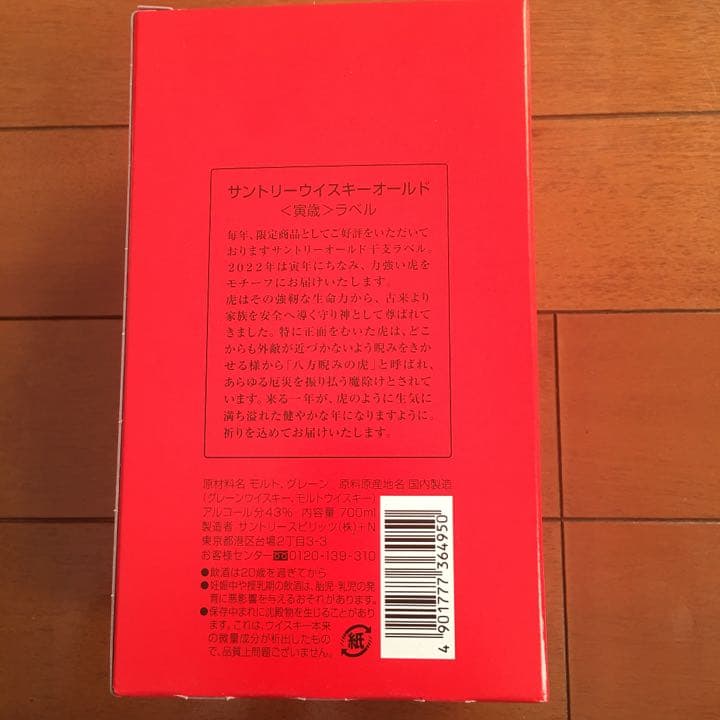 サントリーウイスキーオールド
＜寅歳＞ラベル
毎年、限定商品としてご好評をいただいて
おりますサントリーオールド干支ラベル。
2022年は寅年にちなみ、力強い虎を
モチーフにお届けいたします。
虎はその強靭な生命力から、古来より
家族を安全へ導く守り神として尊ばれて
きました。特に正面をむいた虎は、どこ
からも外敵が近づかないよう睨みをきか
せる様から「八方睨みの虎」と呼ばれ、
あらゆる厄災を振り払う魔除けとされて
います。来る一年が、虎のように生気に
満ち溢れた健やかな年になりますように。
祈りを込めてお届けいたします。
原材料名 モルト、グレーン 原料原産地名 国内製造
(グレーンウイスキー、モルトウイスキー)
アルコール分43% 内容量 700ml
製造者 サントリースピリッツ(株)+N
東京都港区台場2丁目3-3
お客様センター 0120-139-310
●飲酒は20歳を過ぎてから
●妊娠中や授乳期の飲酒は、胎児・乳児の発
育に悪影響を与えるおそれがあります。
●保存中まれに沈殿物を生じることがあり
ます。これは、ウイスキー本来
の微量成分が析出したもの
で、品質上問題ございません。
紙
4 901777 364950